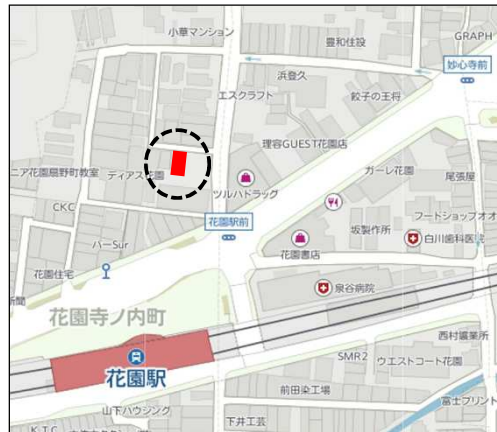 小華マンション
豊和住設
GRAPH
妙心寺前
浜登久
エスクラフト
餃子の王将
理容GUEST花園店
ニア花園扇野町教室
ディアス花園
ツルハドラッグ
ガーレ花園
尾張屋
CKC
花園駅前
フードショップオオ
バーSur
坂製作所
白川歯科医院
花園書店
花園住宅
泉谷病院
花園寺ノ内町
西村鑛業所
SMR2
ウエストコート花園
花園駅
前田染工場
山下ハウジング
富士プリント
下井工芸